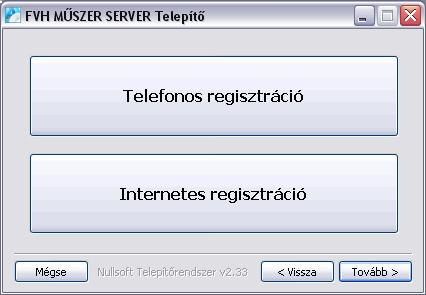 FVH MŰSZER SERVER Telepítő
Telefonos regisztráció
Internetes regisztráció
Mégse
Nullsoft Telepítőrendszer v2.33
< Vissza
Tovább >